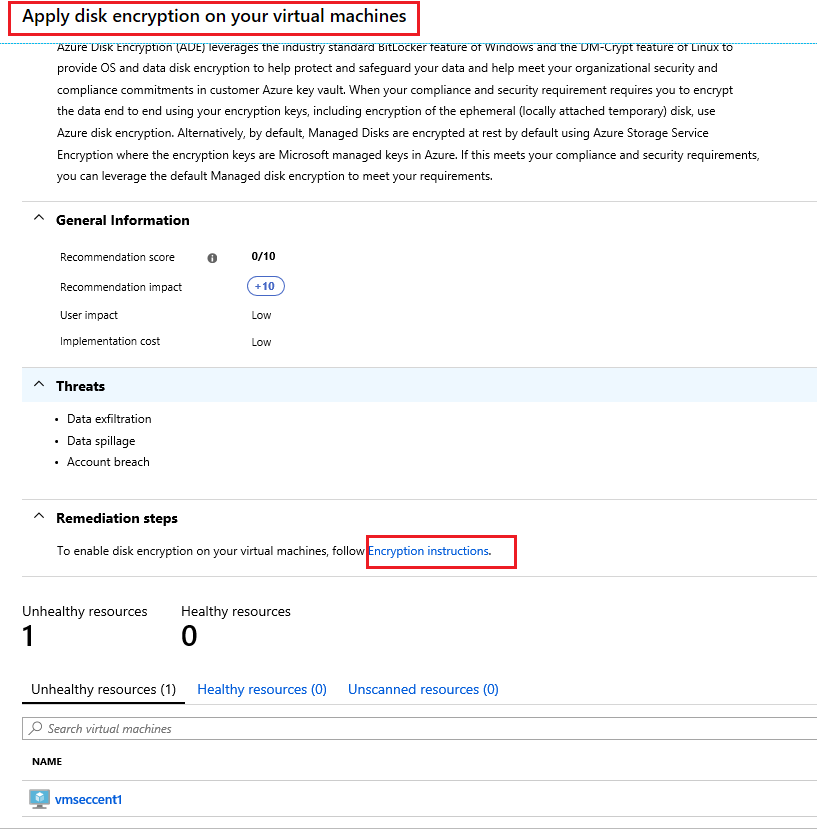 Apply disk encryption on your virtual machines
Azure Disk Encryption (ADE) leverages the industry standard BitLocker feature of Windows and the DM-Crypt feature of Linux to
provide OS and data disk encryption to help protect and safeguard your data and help meet your organizational security and
compliance commitments in customer Azure key vault. When your compliance and security requirement requires you to encrypt
the data end to end using your encryption keys, including encryption of the ephemeral (locally attached temporary) disk, use
Azure disk encryption. Alternatively, by default, Managed Disks are encrypted at rest by default using Azure Storage Service
Encryption where the encryption keys are Microsoft managed keys in Azure. If this meets your compliance and security requirements,
you can leverage the default Managed disk encryption to meet your requirements.
General Information
Recommendation score 0/10
Recommendation impact +10
User impact Low
Implementation cost Low
Threats
• Data exfiltration
• Data spillage
• Account breach
Remediation steps
To enable disk encryption on your virtual machines, follow Encryption instructions.
Unhealthy resources Healthy resources
1 0
Unhealthy resources (1) Healthy resources (0) Unscanned resources (0)
Search virtual machines
NAME
vmseccent1